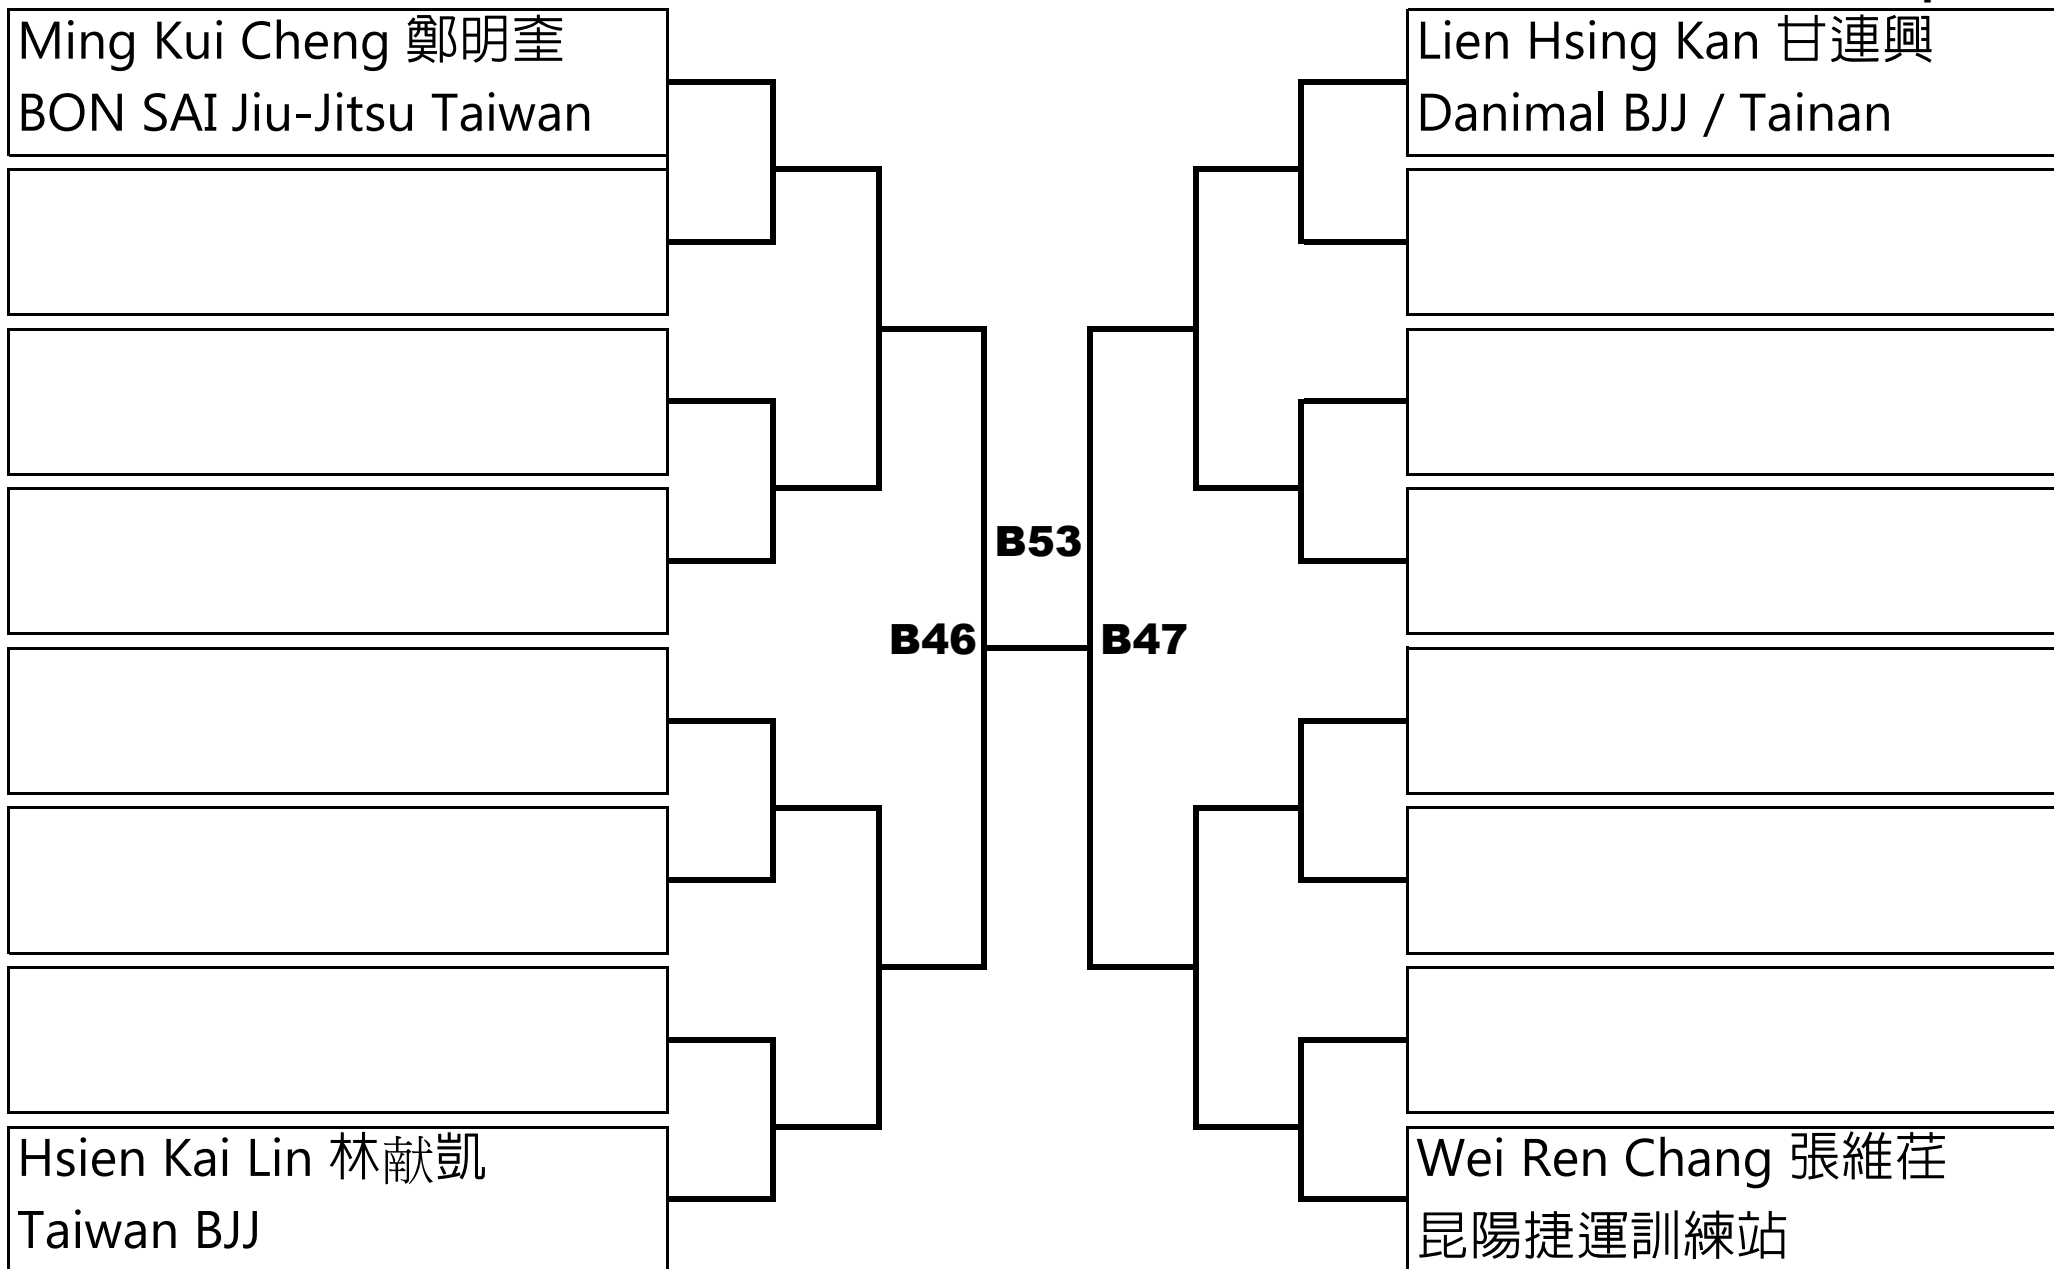 Ming Kui Cheng 鄭明奎
BON SAI Jiu-Jitsu Taiwan
Lien Hsing Kan 甘連興
Danimal BJJ / Tainan
B53
B46
B47
Hsien Kai Lin 林献凱
Taiwan BJJ
Wei Ren Chang 張維荏
昆陽捷運訓練站